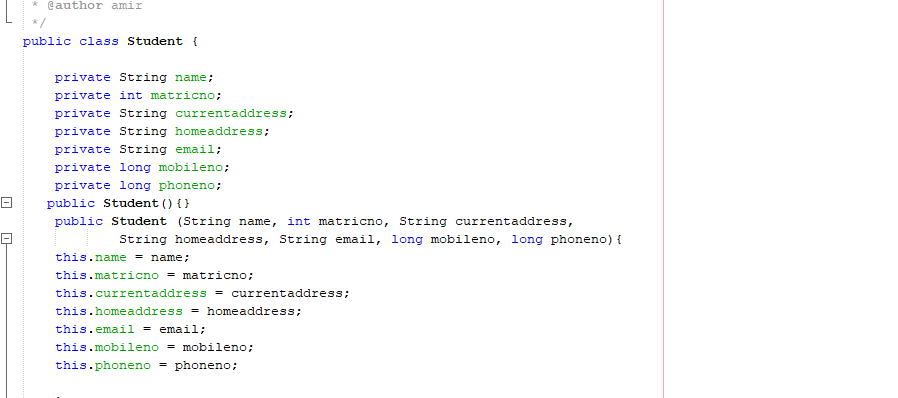 * @author amir
*/
public class Student {
private String name;
private int matricno;
private String currentaddress;
private String homeaddress;
private String email;
private long mobileno;
private long phoneno;
public Student(){}
public Student (String name, int matricno, String currentaddress,
String homeaddress, String email, long mobileno, long phoneno){
this.name = name;
this.matricno = matricno;
this.currentaddress = currentaddress;
this.homeaddress = homeaddress;
this.email = email;
this.mobileno = mobileno;
this.phoneno = phoneno;